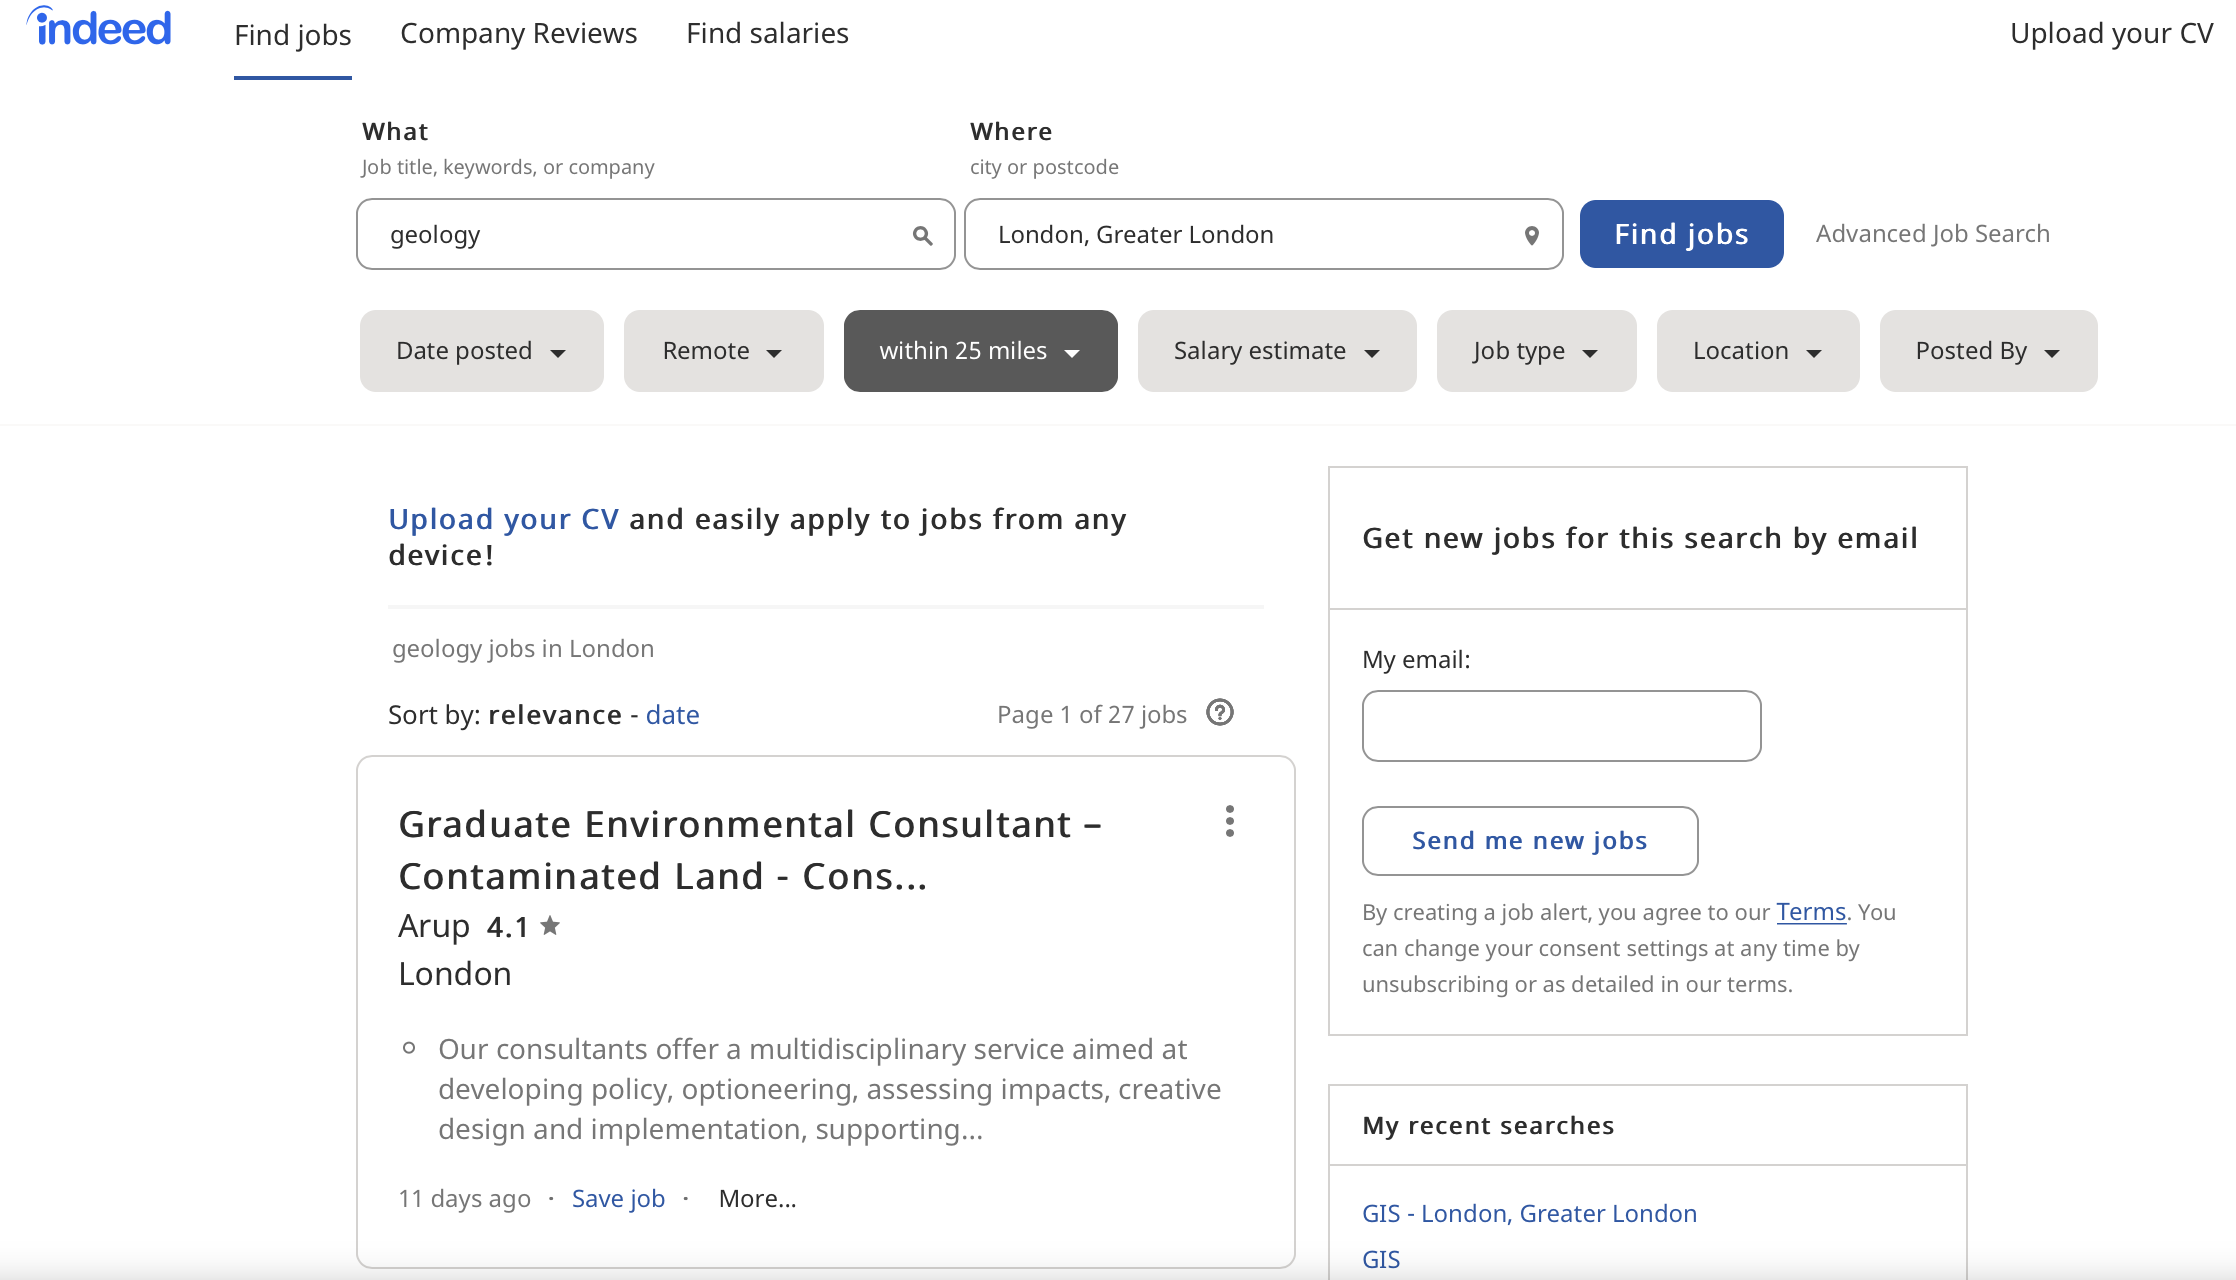 indeed
Find jobs
Company Reviews
Find salaries
Upload your CV
What
Job title, keywords, or company
Where
city or postcode
geology
London, Greater London
Find jobs
Advanced Job Search
Date posted
Remote
within 25 miles
Salary estimate
Job type
Location
Posted By
Upload your CV and easily apply to jobs from any
device!
geology jobs in London
Sort by: relevance - date
Page 1 of 27 jobs
Graduate Environmental Consultant –
Contaminated Land - Cons...
Arup 4.1
London
Our consultants offer a multidisciplinary service aimed at
developing policy, optioneering, assessing impacts, creative
design and implementation, supporting...
11 days ago · Save job · More...
Get new jobs for this search by email
My email:
Send me new jobs
By creating a job alert, you agree to our Terms. You
can change your consent settings at any time by
unsubscribing or as detailed in our terms.
My recent searches
GIS - London, Greater London
GIS